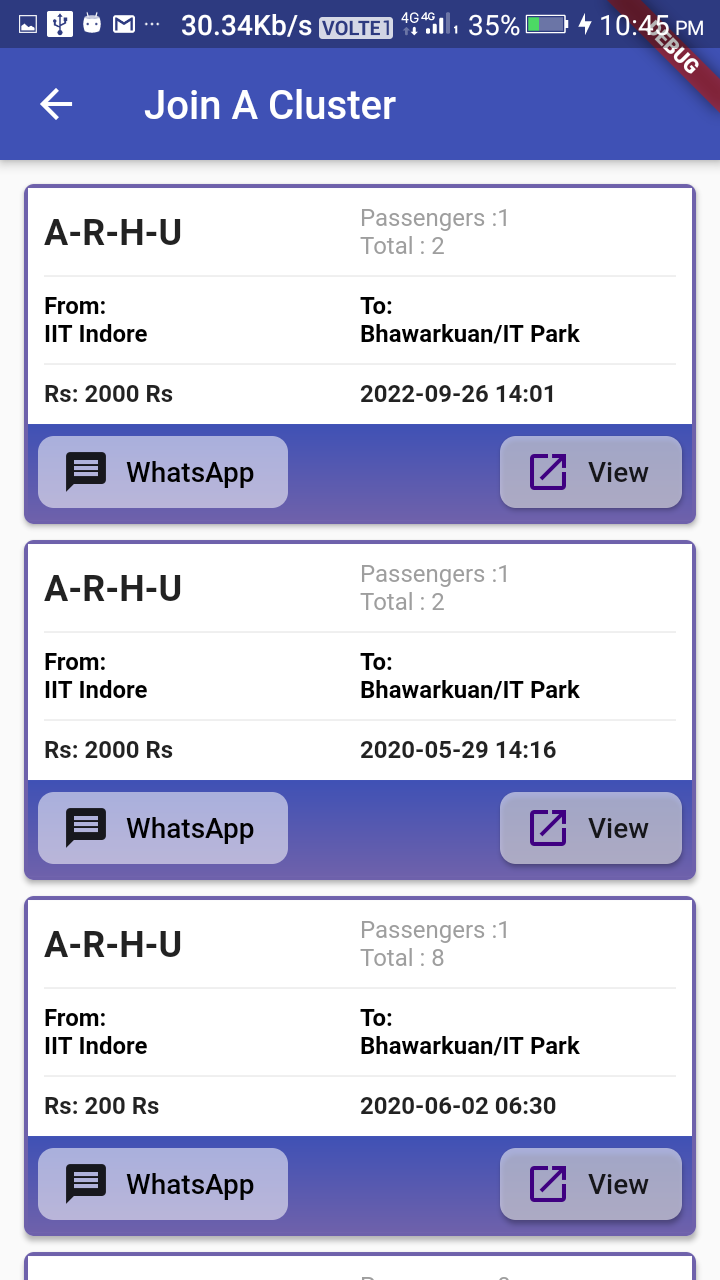 30.34Kb/s VOLTE1 4G 4G 35% 10:45 PM
DEBUG
Join A Cluster
A-R-H-U
Passengers :1
Total : 2
From:
IIT Indore
To:
Bhawarkuan/IT Park
Rs: 2000 Rs
2022-09-26 14:01
WhatsApp
View
A-R-H-U
Passengers :1
Total : 2
From:
IIT Indore
To:
Bhawarkuan/IT Park
Rs: 2000 Rs
2020-05-29 14:16
WhatsApp
View
A-R-H-U
Passengers :1
Total : 8
From:
IIT Indore
To:
Bhawarkuan/IT Park
Rs: 200 Rs
2020-06-02 06:30
WhatsApp
View